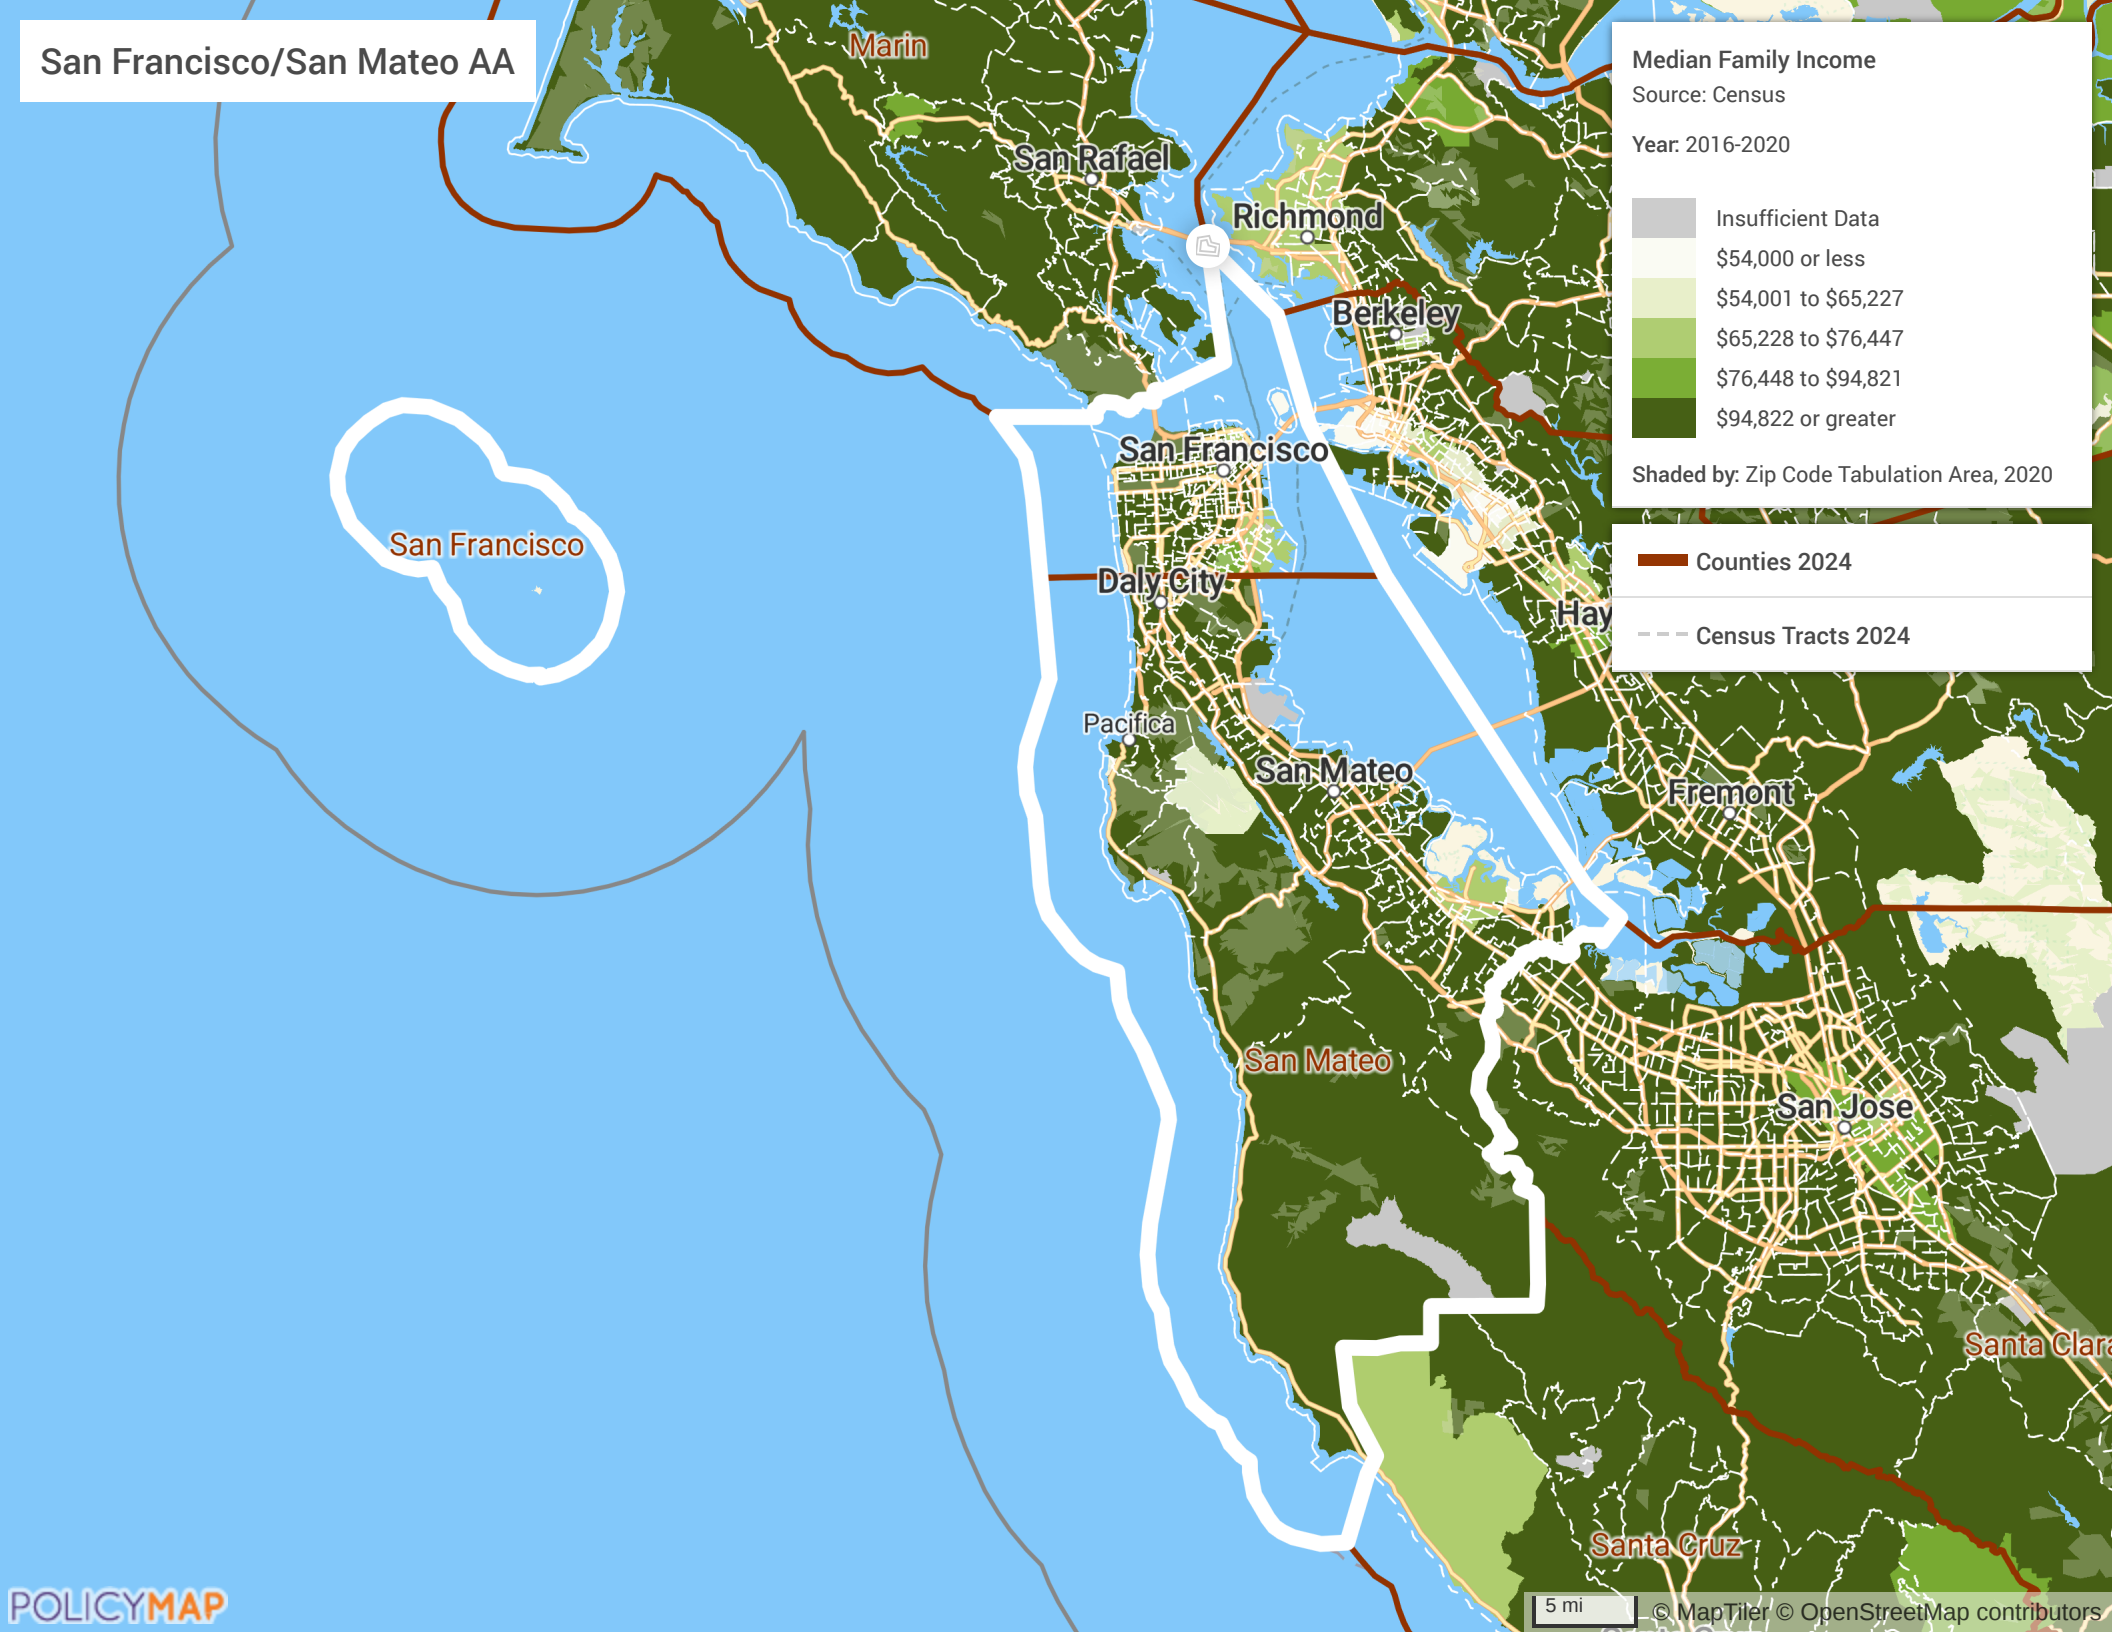 San Francisco/San Mateo AA
Marin
San Rafael
Richmond
Berkeley
San Francisco
San Francisco
Daly City
Hay
Pacifica
San Mateo
Fremont
San Mateo
San Jose
Santa Clara
Santa Cruz
Median Family Income
Source: Census
Year: 2016-2020
Insufficient Data
$54,000 or less
$54,001 to $65,227
$65,228 to $76,447
$76,448 to $94,821
$94,822 or greater
Shaded by: Zip Code Tabulation Area, 2020
Counties 2024
Census Tracts 2024
POLICYMAP
5 mi
© MapTiler © OpenStreetMap contributors